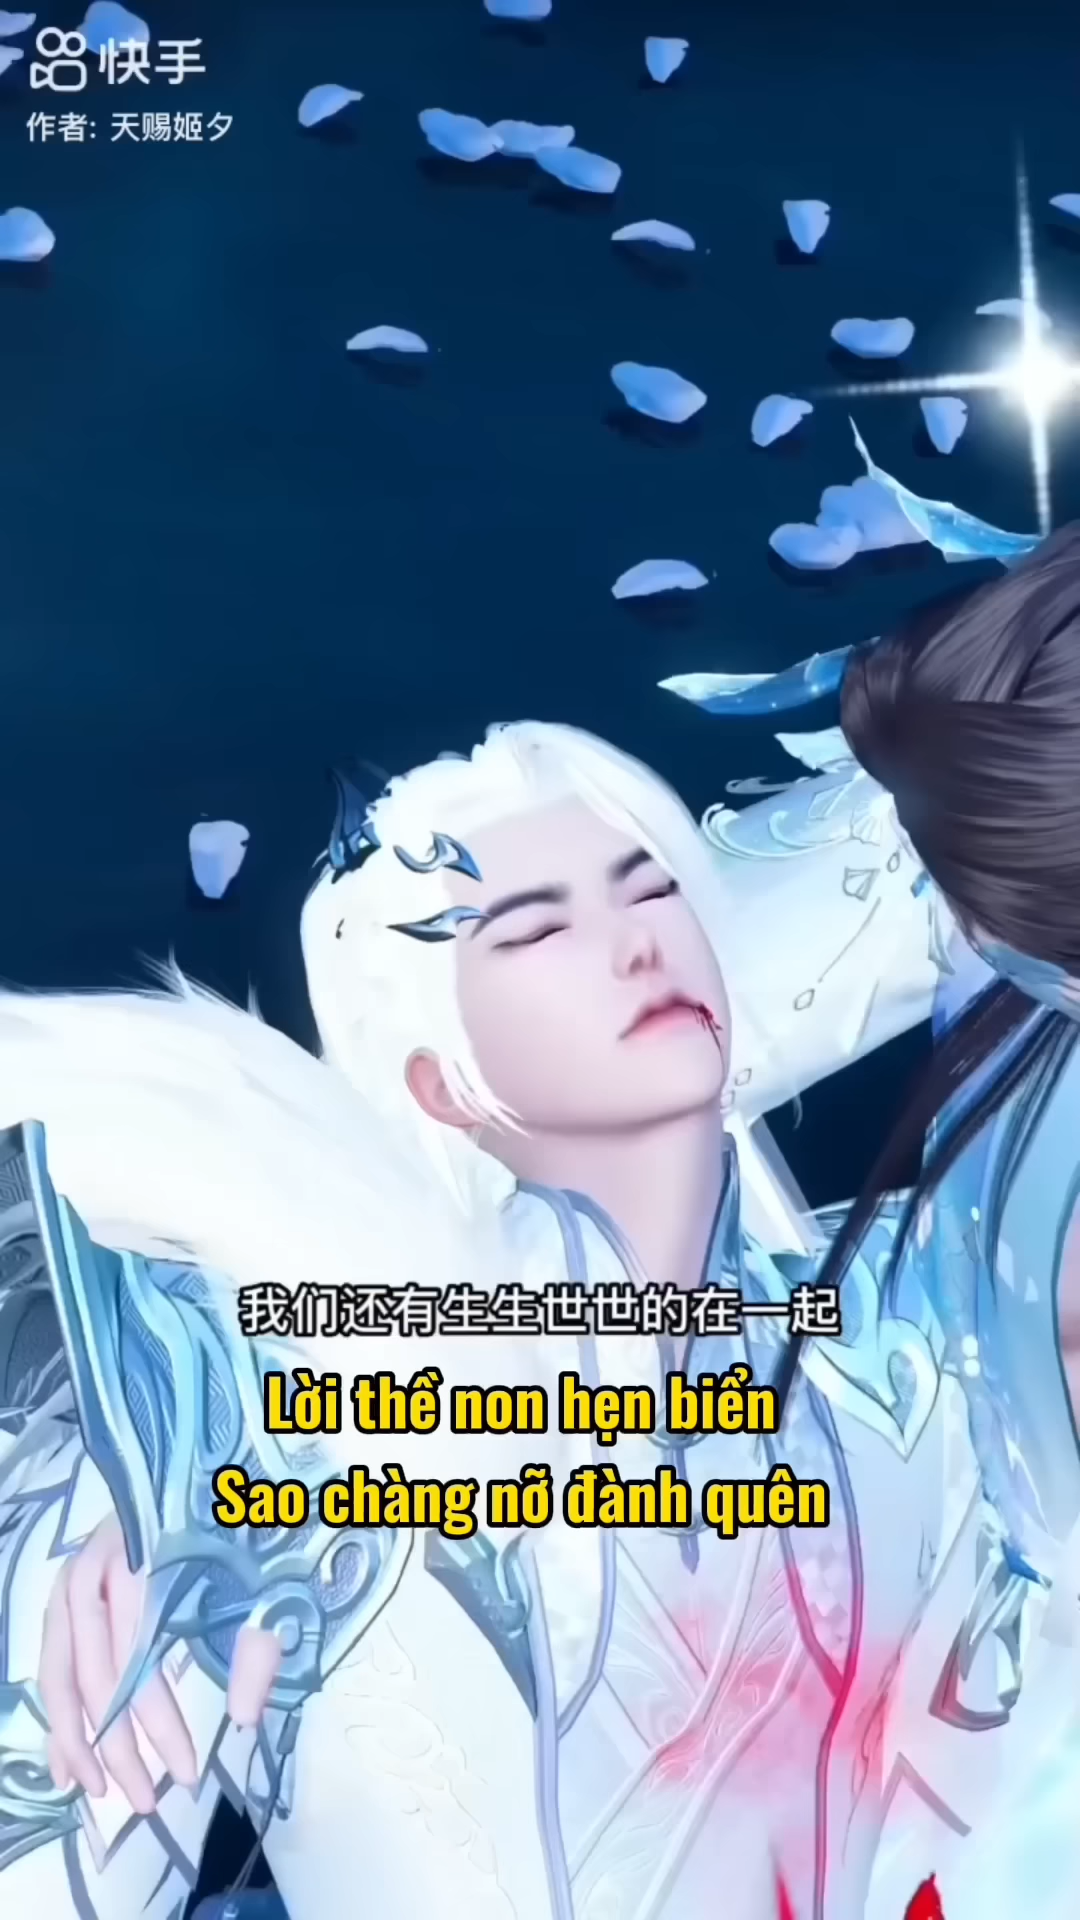 快手
作者: 天赐姬夕
我们还有生生世世的在一起
Lời thề non hẹn biển
Sao chàng nỡ đành quên